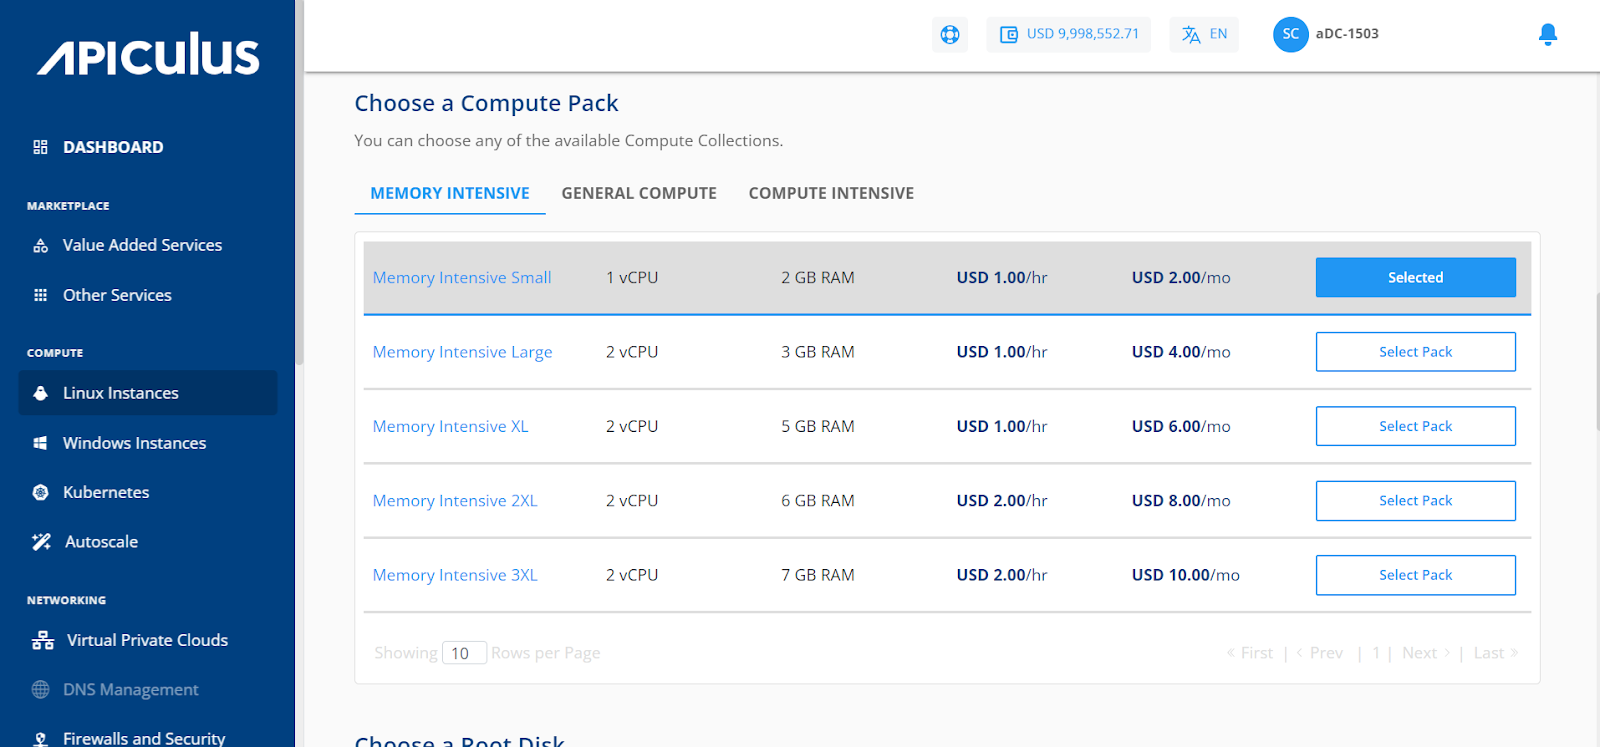 APICULUS
USD 9,998,552.71
EN
SC
aDC-1503
DASHBOARD
MARKETPLACE
Value Added Services
Other Services
COMPUTE
Linux Instances
Windows Instances
Kubernetes
Autoscale
NETWORKING
Virtual Private Clouds
DNS Management
Firewalls and Security
Choose a Compute Pack
You can choose any of the available Compute Collections.
MEMORY INTENSIVE GENERAL COMPUTE COMPUTE INTENSIVE
Memory Intensive Small 1 vCPU 2 GB RAM USD 1.00/hr USD 2.00/mo Selected
Memory Intensive Large 2 vCPU 3 GB RAM USD 1.00/hr USD 4.00/mo Select Pack
Memory Intensive XL 2 vCPU 5 GB RAM USD 1.00/hr USD 6.00/mo Select Pack
Memory Intensive 2XL 2 vCPU 6 GB RAM USD 2.00/hr USD 8.00/mo Select Pack
Memory Intensive 3XL 2 vCPU 7 GB RAM USD 2.00/hr USD 10.00/mo Select Pack
Showing 10 Rows per Page « First | ‹ Prev | 1 | Next › | Last »
Choose a Root Disk